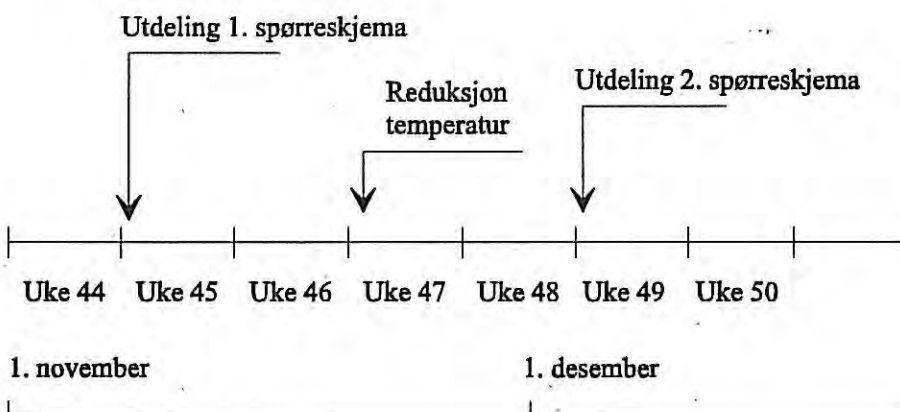 Utdeling 1. spørreskjema
Reduksjon
temperatur
Utdeling 2. spørreskjema
Uke 44 Uke 45 Uke 46 Uke 47 Uke 48 Uke 49 Uke 50
1. november 1. desember